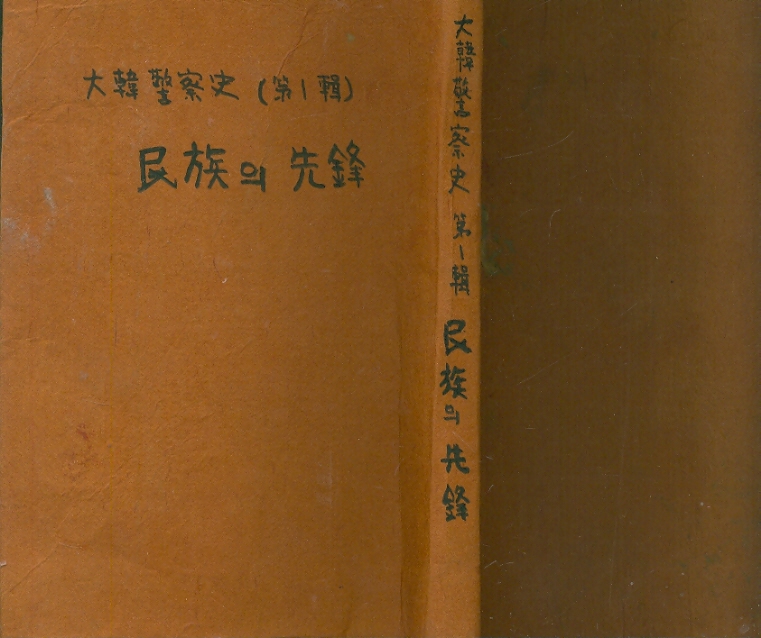 大韓警察史 (第1輯)
民族의 先鋒
大韓警察史 第1輯 民族의 先鋒